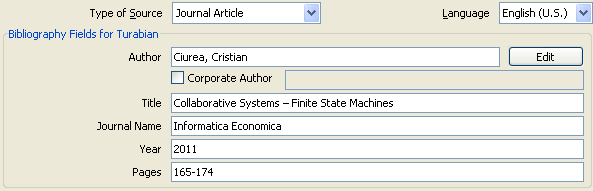 Type of Source Journal Article Language English (U.S.)
Bibliography Fields for Turabian
Author Ciurea, Cristian Edit
Corporate Author
Title Collaborative Systems – Finite State Machines
Journal Name Informatica Economica
Year 2011
Pages 165-174